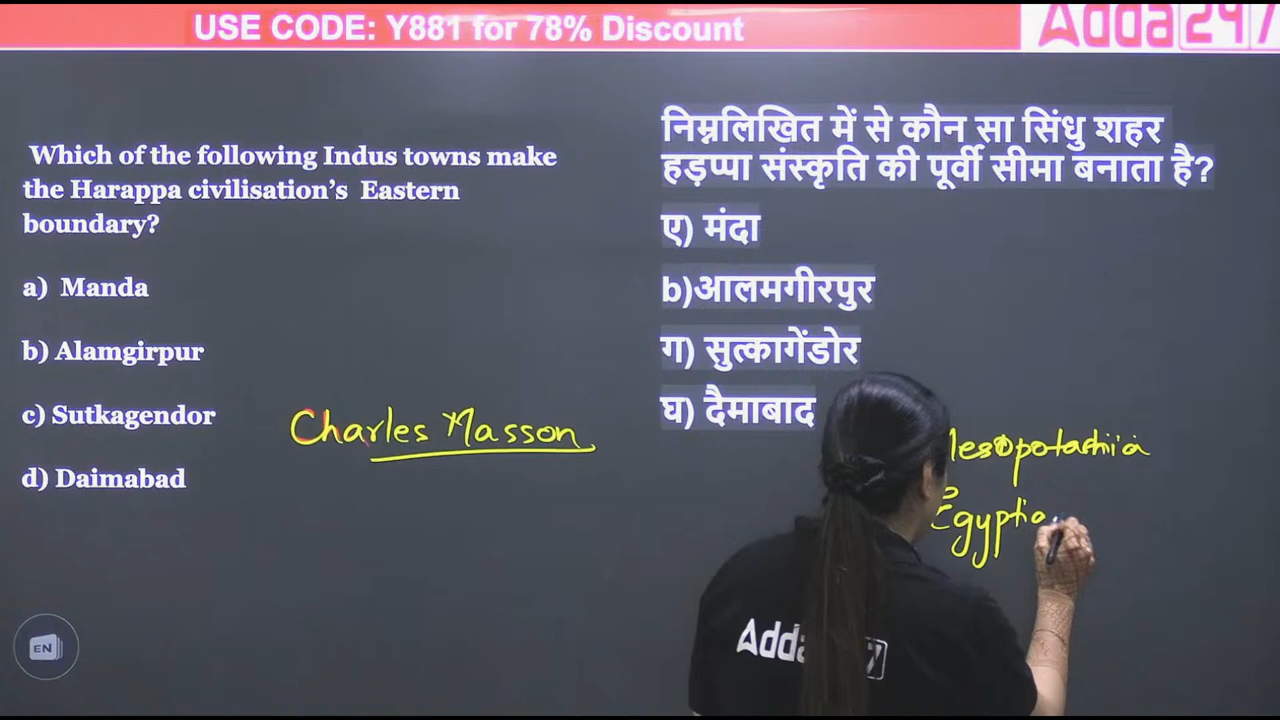 USE CODE: Y881 for 78% Discount
Adda247
Which of the following Indus towns make
the Harappa civilisation’s Eastern
boundary?
a) Manda
b) Alamgirpur
c) Sutkagendor
d) Daimabad
Charles Masson
निम्नलिखित में से कौन सा सिंधु शहर
हड़प्पा संस्कृति की पूर्वी सीमा बनाता है?
ए) मंदा
b)आलमगीरपुर
ग) सुत्कागेंडोर
घ) दैमाबाद
Egyptia
Adda
7
EN